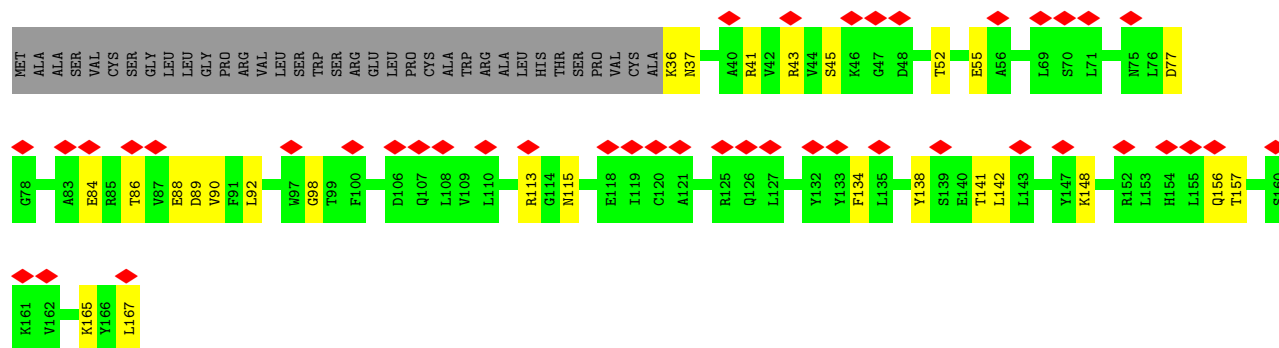 MET ALA ALA SER VAL CYS SER GLY LEU LEU GLY PRO ARG VAL LEU SER TRP SER ARG GLU LEU PRO CYS ALA TRP ARG ALA LEU HIS THR SER PRO VAL CYS ALA K36 N37 A40 R41 V42 R43 V44 S45 K46 G47 D48 T52 E55 A56 L69 S70 L71 N75 L76 D77
G78 A83 E84 R85 T86 V87 E88 D89 V90 F91 L92 W97 G98 T99 F100 D106 Q107 L108 V109 L110 R113 G114 N115 E118 I119 C120 A121 R125 Q126 L127 Y132 Y133 F134 L135 Y138 S139 E140 T141 L142 L143 Y147 K148 R152 L153 H154 L155 Q156 T157
K161 V162 K165 Y166 L167